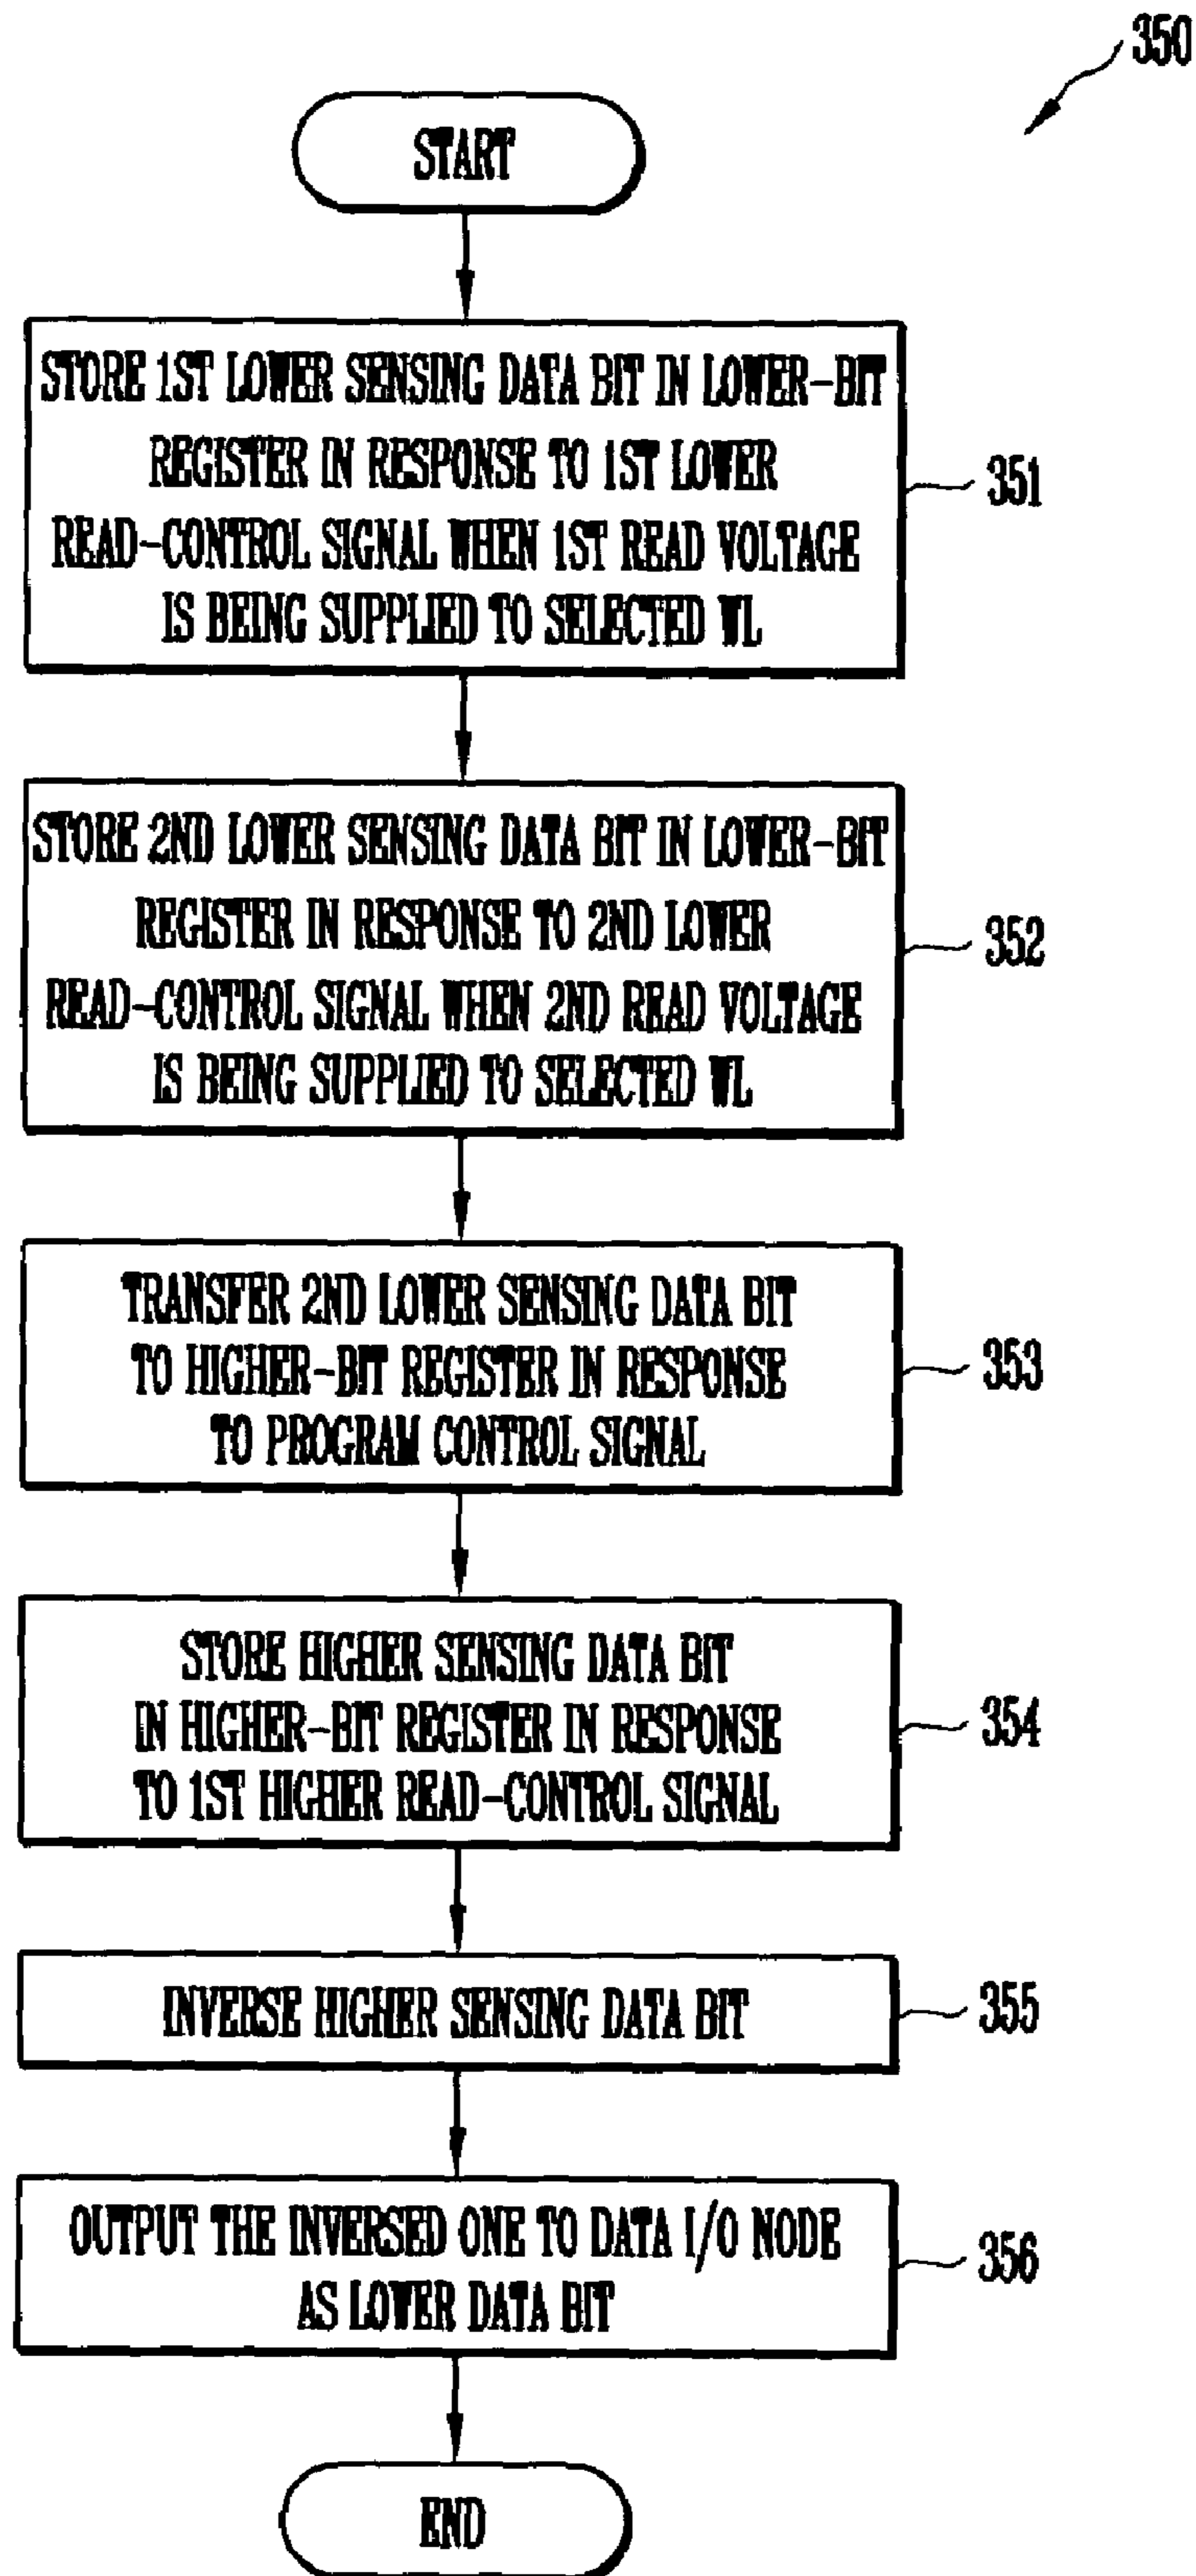 350
START
STORE 1ST LOWER SENSING DATA BIT IN LOWER-BIT
REGISTER IN RESPONSE TO 1ST LOWER
READ-CONTROL SIGNAL WHEN 1ST READ VOLTAGE
IS BEING SUPPLIED TO SELECTED WL
351
STORE 2ND LOWER SENSING DATA BIT IN LOWER-BIT
REGISTER IN RESPONSE TO 2ND LOWER
READ-CONTROL SIGNAL WHEN 2ND READ VOLTAGE
IS BEING SUPPLIED TO SELECTED WL
352
TRANSFER 2ND LOWER SENSING DATA BIT
TO HIGHER-BIT REGISTER IN RESPONSE
TO PROGRAM CONTROL SIGNAL
353
STORE HIGHER SENSING DATA BIT
IN HIGHER-BIT REGISTER IN RESPONSE
TO 1ST HIGHER READ-CONTROL SIGNAL
354
INVERSE HIGHER SENSING DATA BIT
355
OUTPUT THE INVERSED ONE TO DATA I/O NODE
AS LOWER DATA BIT
356
END